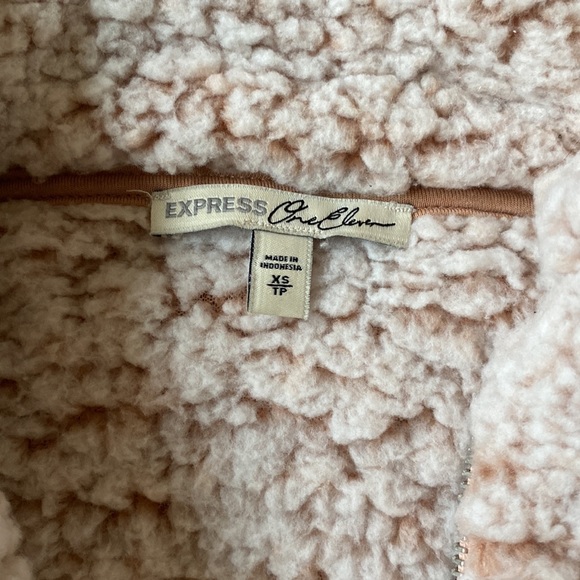 EXPRESS One Eleven
MADE IN
INDONESIA
XS
TP